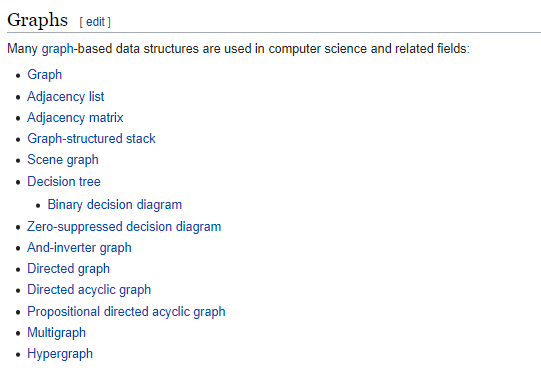 Graphs [ edit ]
Many graph-based data structures are used in computer science and related fields:
• Graph
• Adjacency list
• Adjacency matrix
• Graph-structured stack
• Scene graph
• Decision tree
• Binary decision diagram
• Zero-suppressed decision diagram
• And-inverter graph
• Directed graph
• Directed acyclic graph
• Propositional directed acyclic graph
• Multigraph
• Hypergraph